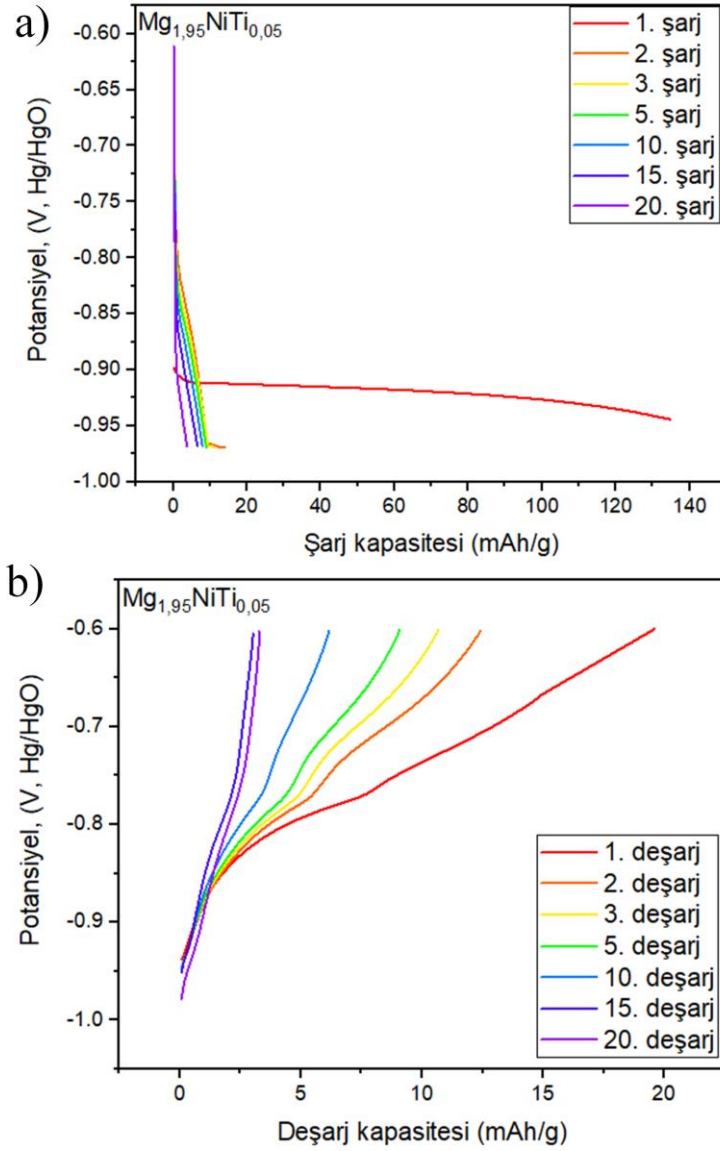 a)
Mg1,95NiTi0,05
1. şarj
2. şarj
3. şarj
5. şarj
10. şarj
15. şarj
20. şarj
-0.60
-0.65
-0.70
-0.75
-0.80
-0.85
-0.90
-0.95
-1.00
Potansiyel, (V, Hg/HgO)
0 20 40 60 80 100 120 140
Şarj kapasitesi (mAh/g)
b)
Mg1,95NiTi0,05
-0.6
-0.7
-0.8
-0.9
-1.0
Potansiyel, (V, Hg/HgO)
1. deşarj
2. deşarj
3. deşarj
5. deşarj
10. deşarj
15. deşarj
20. deşarj
0 5 10 15 20
Deşarj kapasitesi (mAh/g)